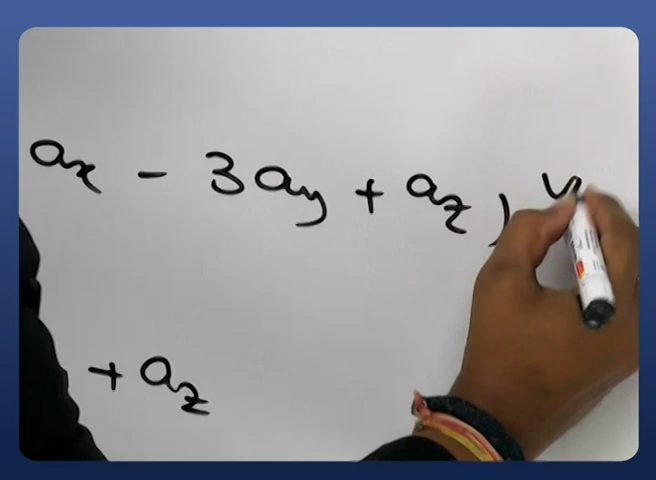 ax - 3ay + az)
+ az